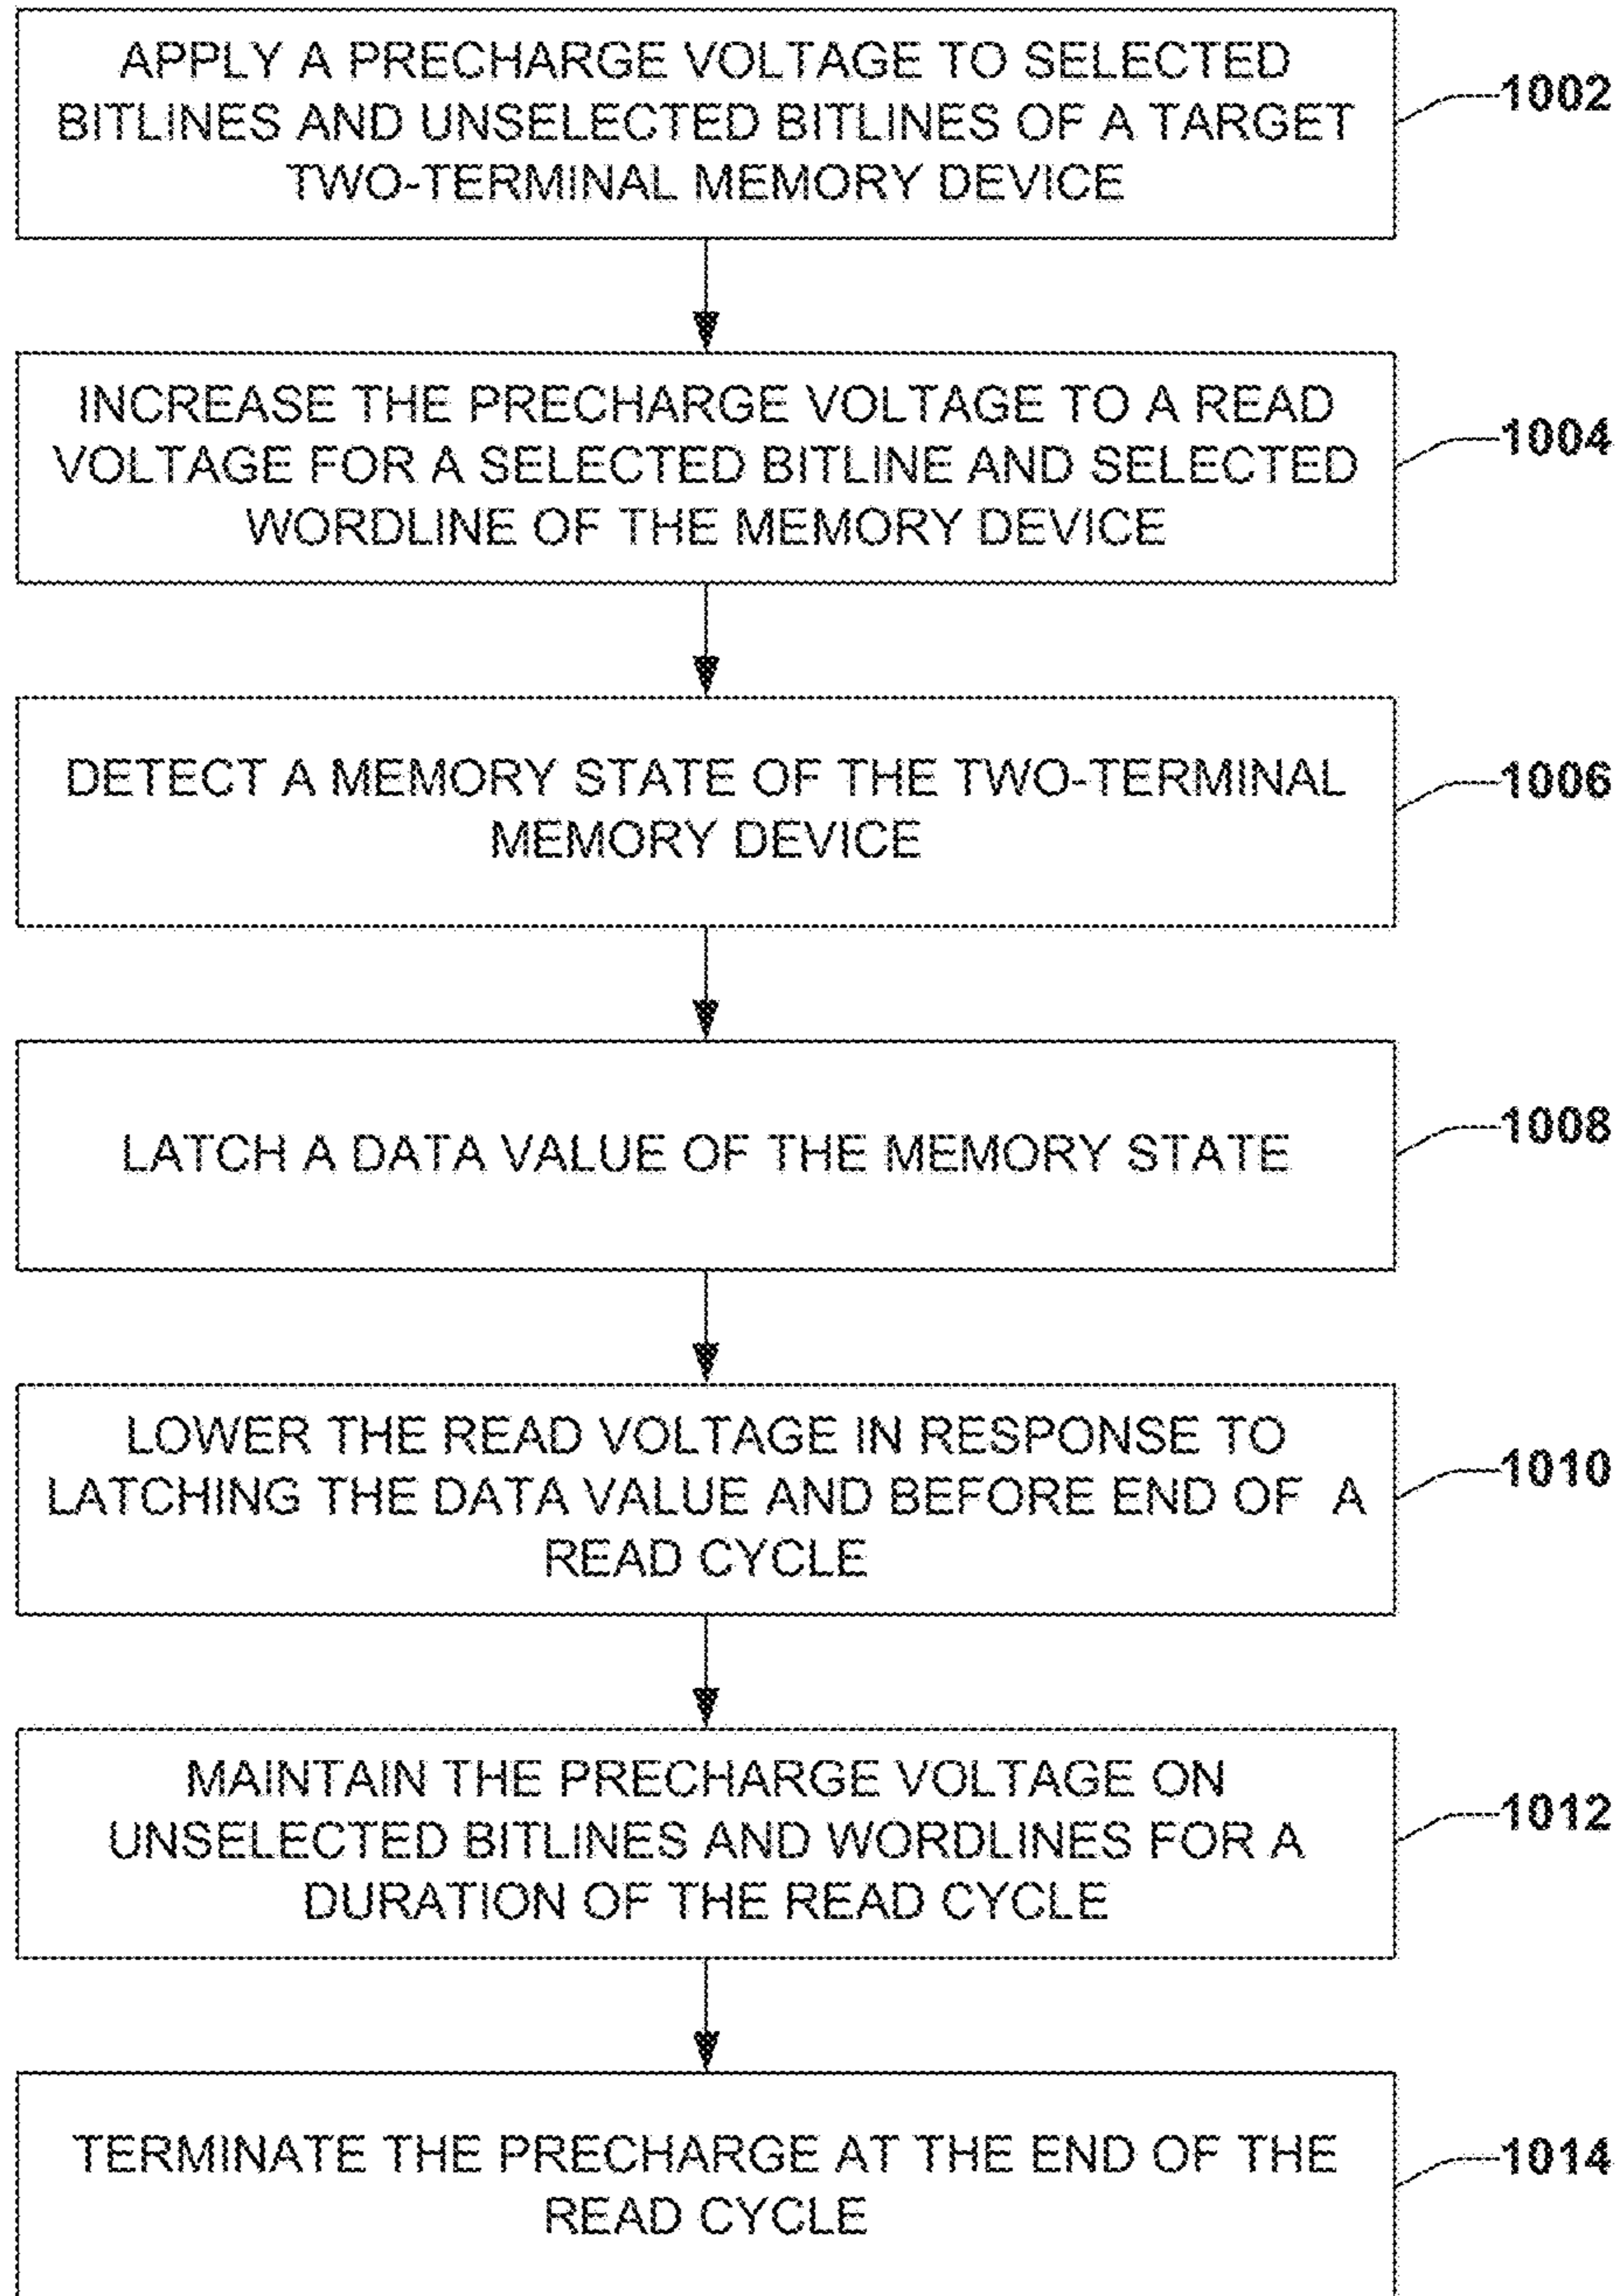 APPLY A PRECHARGE VOLTAGE TO SELECTED
BITLINES AND UNSELECTED BITLINES OF A TARGET
TWO-TERMINAL MEMORY DEVICE
1002
INCREASE THE PRECHARGE VOLTAGE TO A READ
VOLTAGE FOR A SELECTED BITLINE AND SELECTED
WORDLINE OF THE MEMORY DEVICE
1004
DETECT A MEMORY STATE OF THE TWO-TERMINAL
MEMORY DEVICE
1006
LATCH A DATA VALUE OF THE MEMORY STATE
1008
LOWER THE READ VOLTAGE IN RESPONSE TO
LATCHING THE DATA VALUE AND BEFORE END OF A
READ CYCLE
1010
MAINTAIN THE PRECHARGE VOLTAGE ON
UNSELECTED BITLINES AND WORDLINES FOR A
DURATION OF THE READ CYCLE
1012
TERMINATE THE PRECHARGE AT THE END OF THE
READ CYCLE
1014